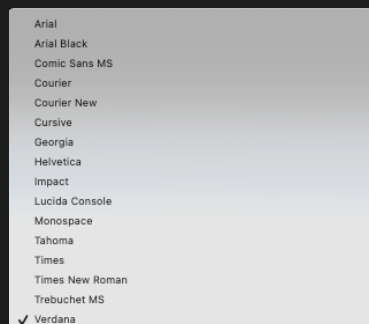 Arial
Arial Black
Comic Sans MS
Courier
Courier New
Cursive
Georgia
Helvetica
Impact
Lucida Console
Monospace
Tahoma
Times
Times New Roman
Trebuchet MS
✓ Verdana